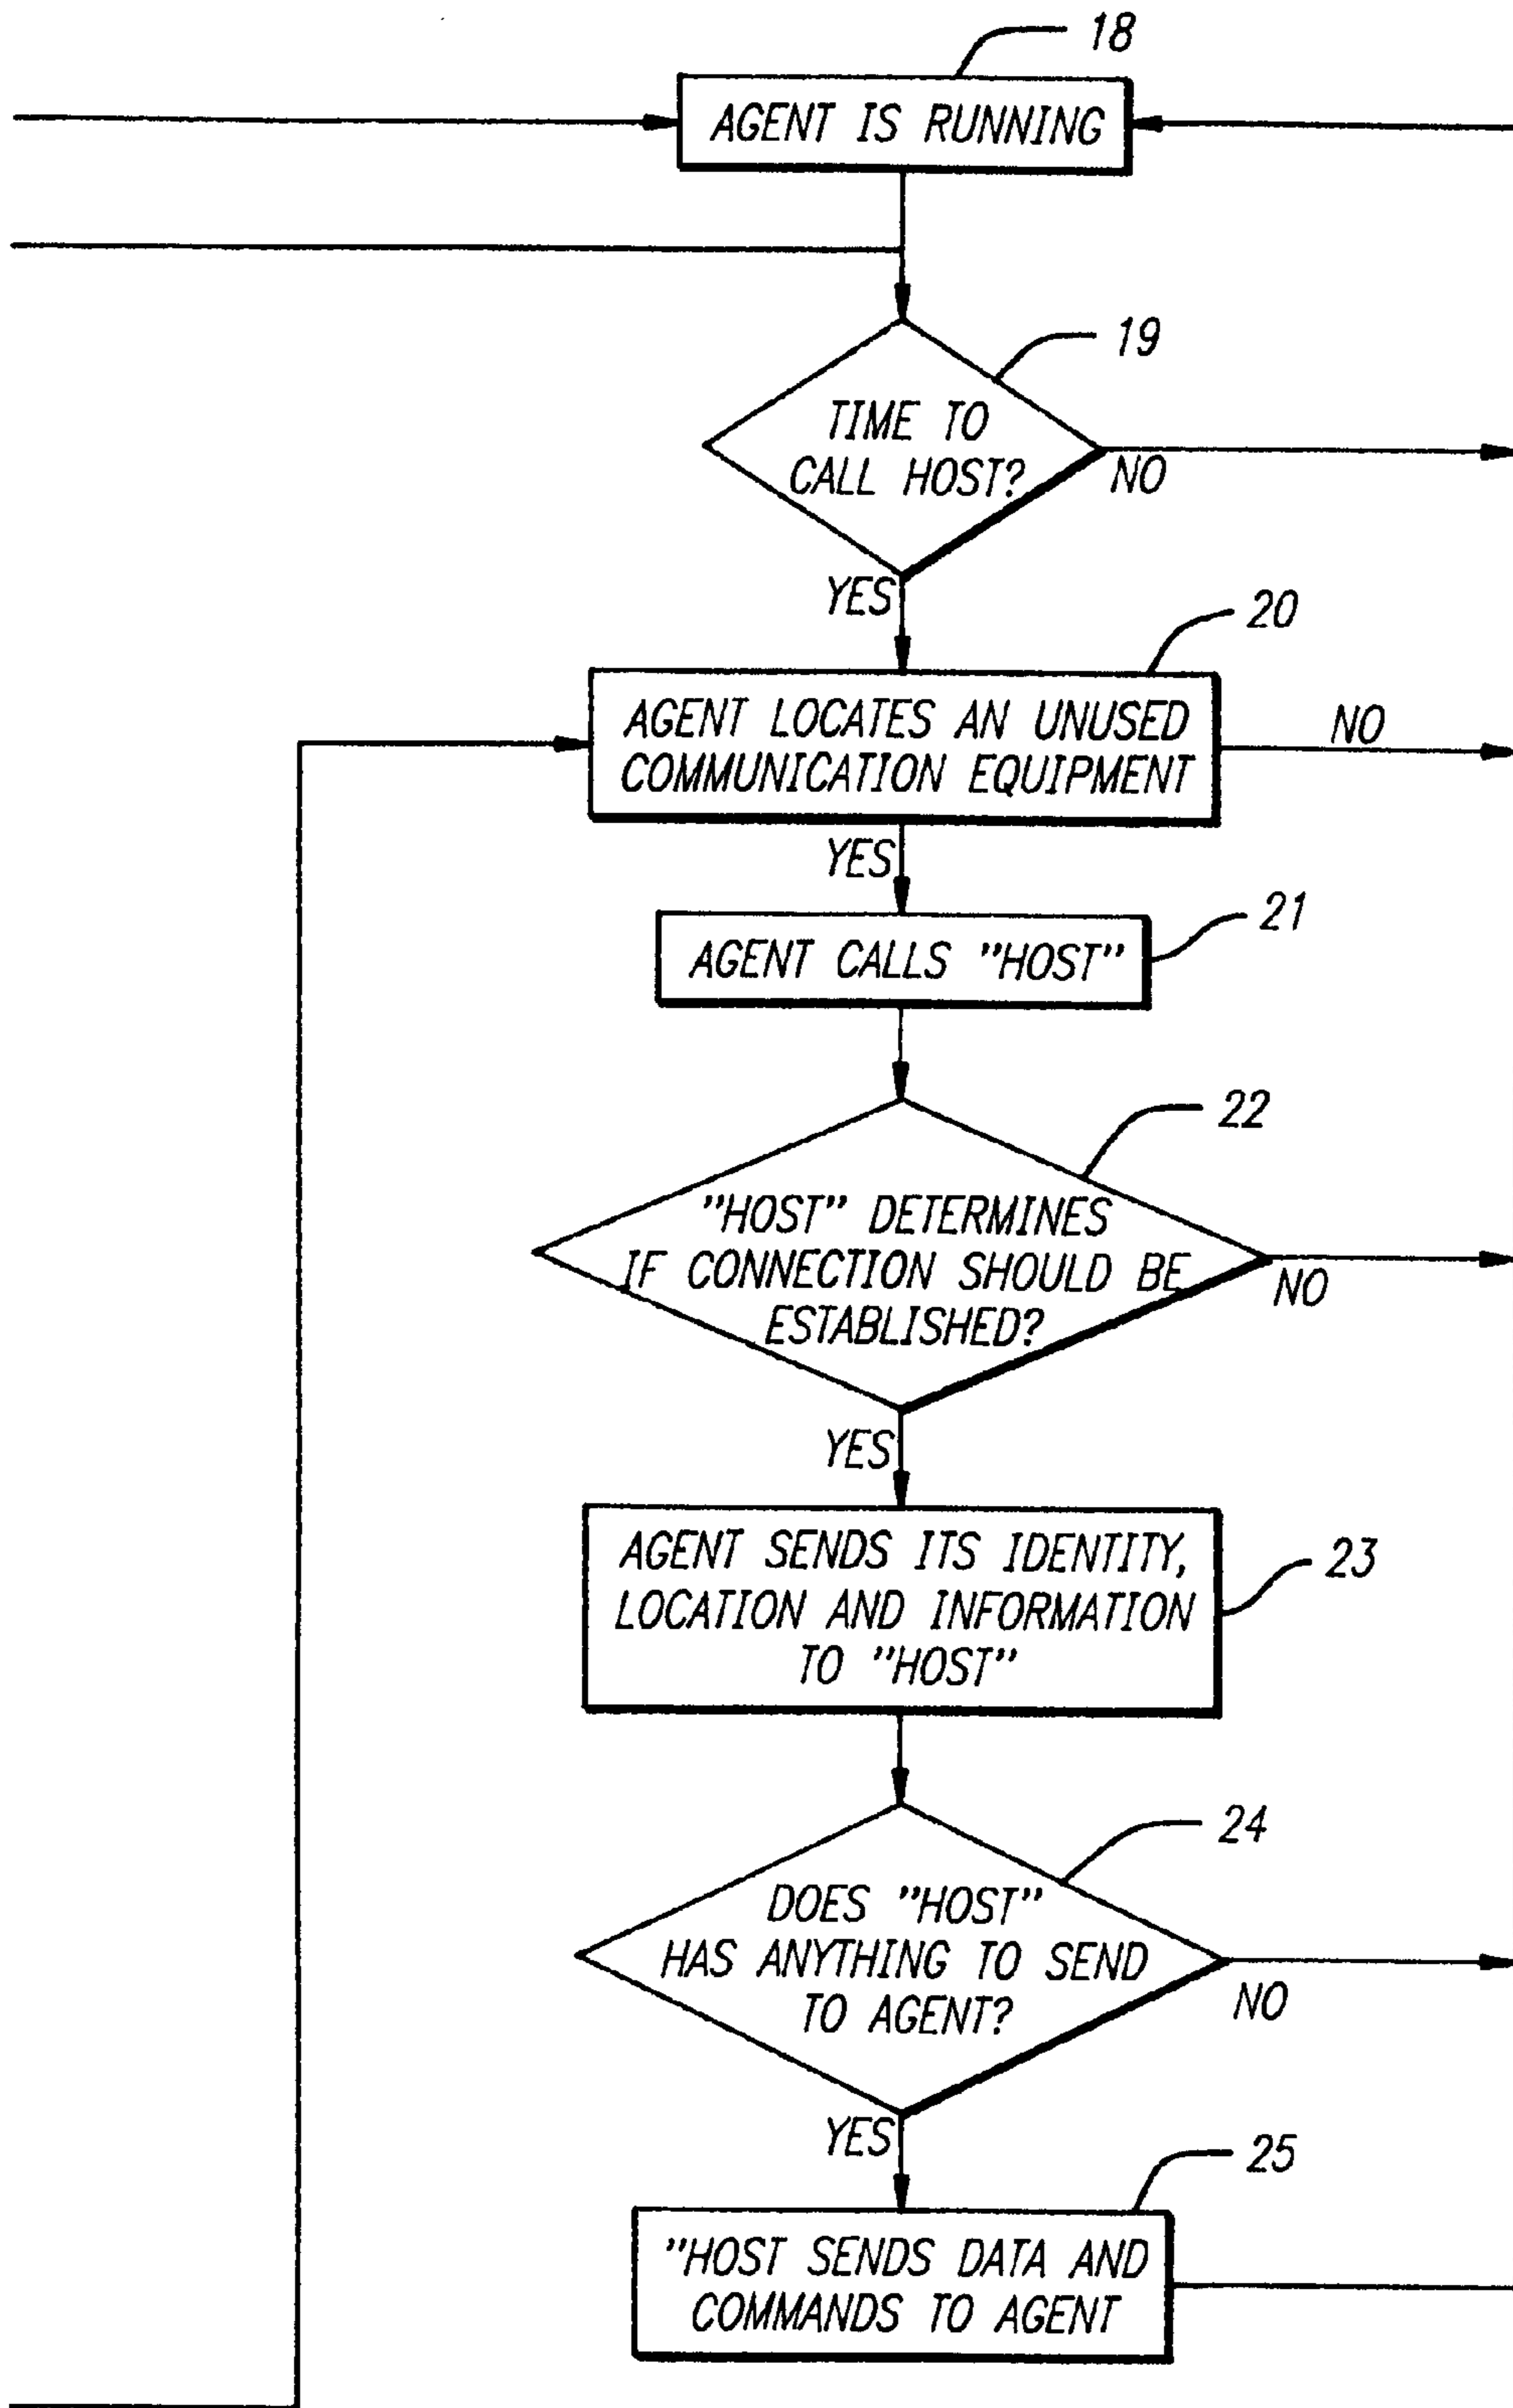 18
AGENT IS RUNNING
19
TIME TO
CALL HOST?
NO
YES
20
AGENT LOCATES AN UNUSED
COMMUNICATION EQUIPMENT
NO
YES
21
AGENT CALLS "HOST"
22
"HOST" DETERMINES
IF CONNECTION SHOULD BE
ESTABLISHED?
NO
YES
23
AGENT SENDS ITS IDENTITY,
LOCATION AND INFORMATION
TO "HOST"
24
DOES "HOST"
HAS ANYTHING TO SEND
TO AGENT?
NO
YES
25
"HOST SENDS DATA AND
COMMANDS TO AGENT